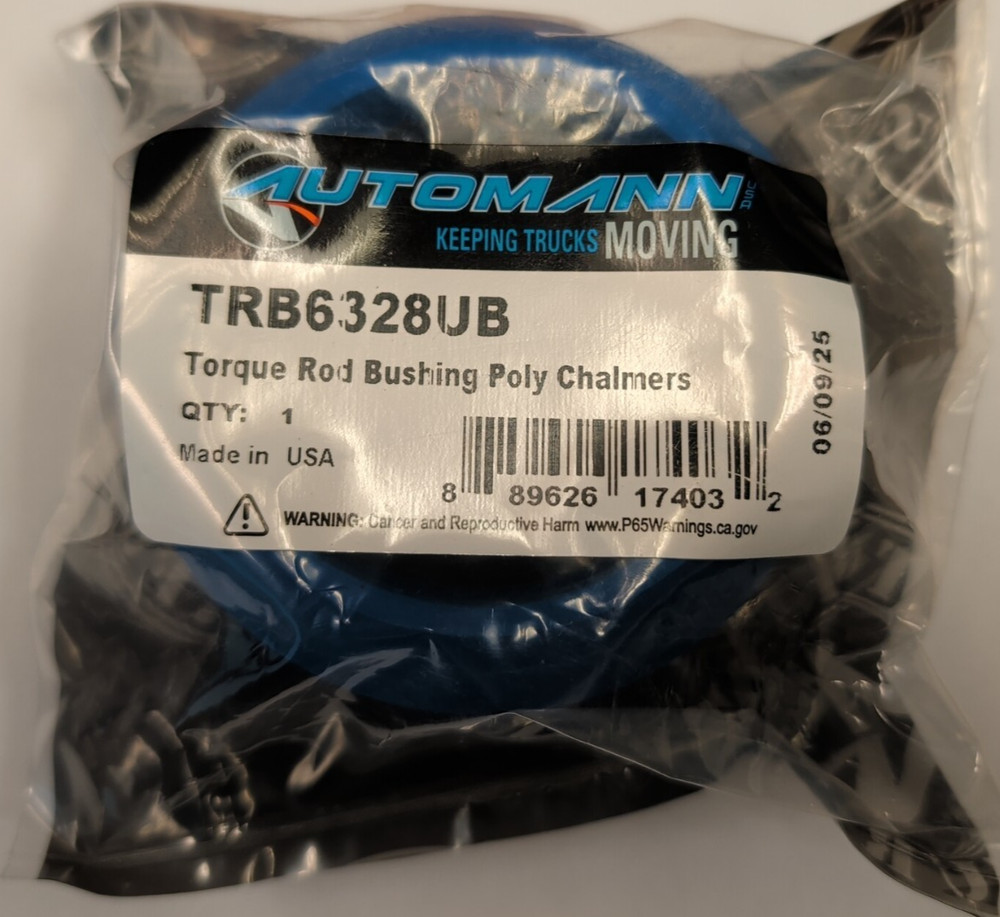 AUTOMANN USA
KEEPING TRUCKS MOVING
TRB6328UB
Torque Rod Bushing Poly Chalmers
QTY: 1
Made in USA
06/09/25
8 89626 17403 2
WARNING: Cancer and Reproductive Harm www.P65Warnings.ca.gov